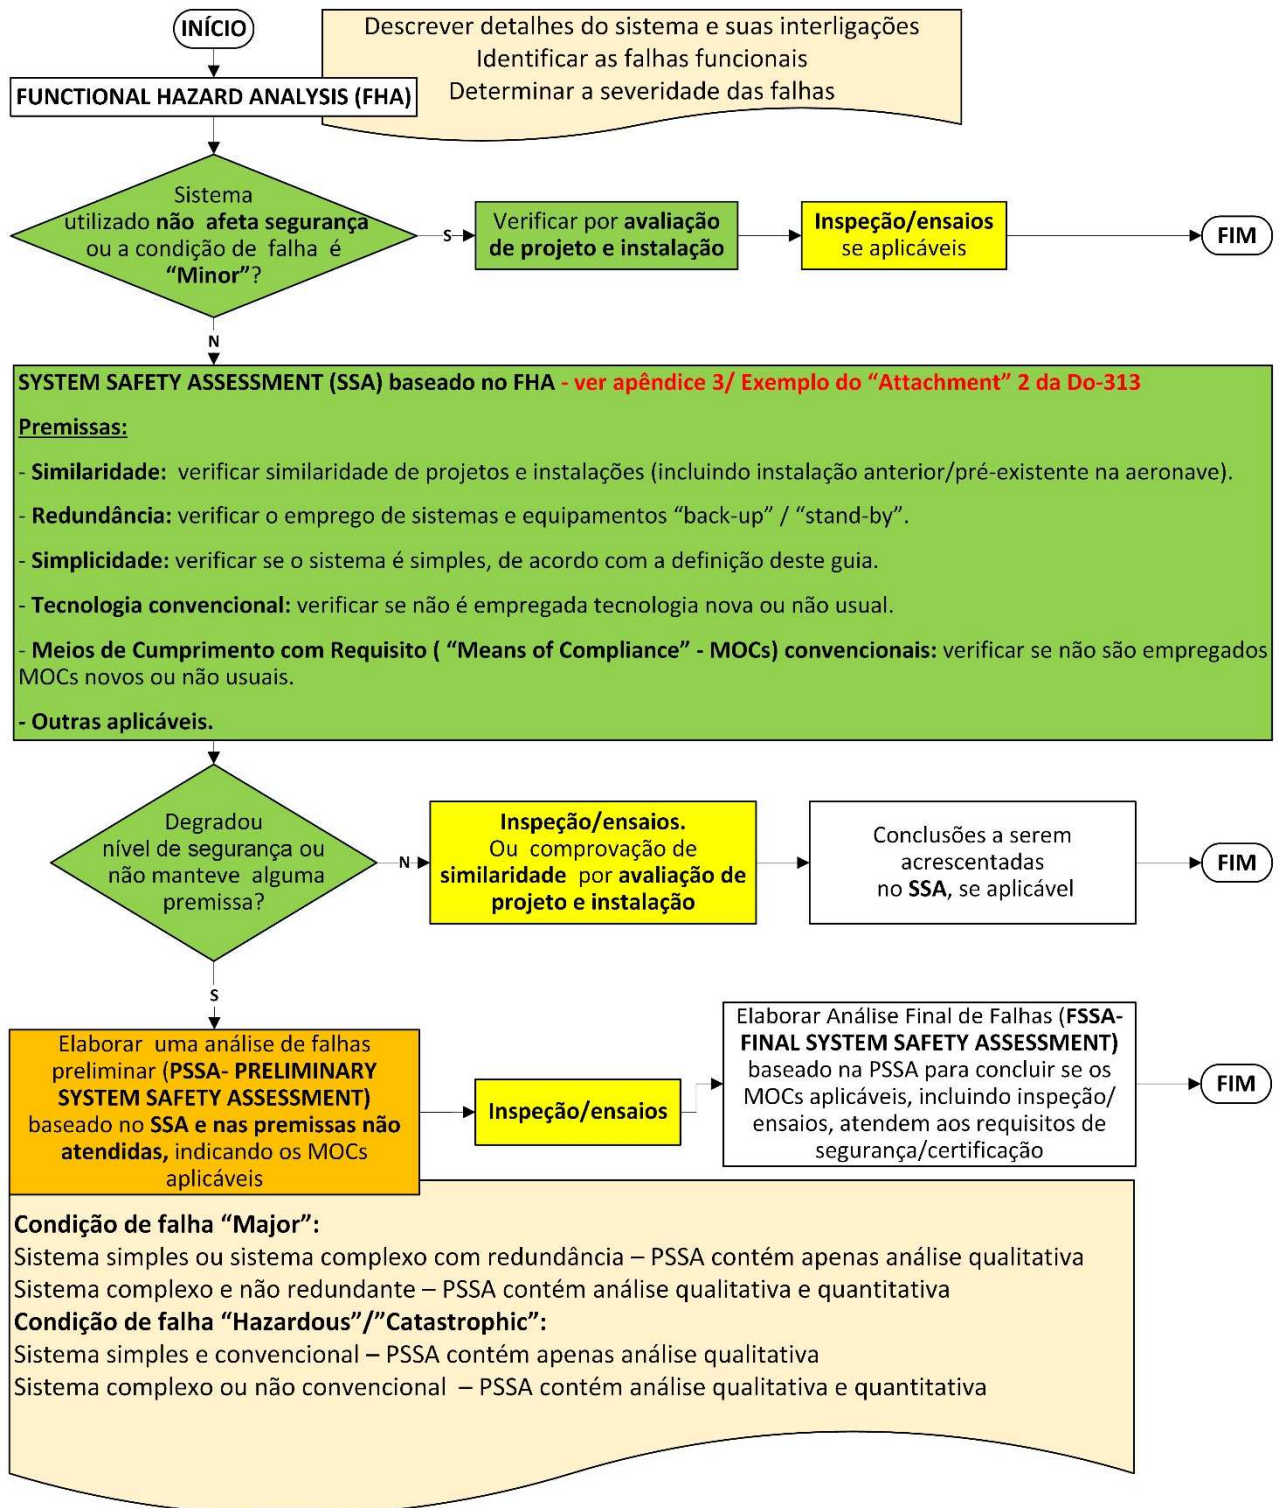 INÍCIO
Descrever detalhes do sistema e suas interligações
Identificar as falhas funcionais
Determinar a severidade das falhas
FUNCTIONAL HAZARD ANALYSIS (FHA)
Sistema
utilizado não afeta segurança
ou a condição de falha é
“Minor”?
S
Verificar por avaliação
de projeto e instalação
Inspeção/ensaios
se aplicáveis
FIM
N
SYSTEM SAFETY ASSESSMENT (SSA) baseado no FHA - ver apêndice 3/ Exemplo do “Attachment” 2 da Do-313
Premissas:
- Similaridade: verificar similaridade de projetos e instalações (incluindo instalação anterior/pré-existente na aeronave).
- Redundância: verificar o emprego de sistemas e equipamentos “back-up” / “stand-by”.
- Simplicidade: verificar se o sistema é simples, de acordo com a definição deste guia.
- Tecnologia convencional: verificar se não é empregada tecnologia nova ou não usual.
- Meios de Cumprimento com Requisito ( “Means of Compliance” - MOCs) convencionais: verificar se não são empregados
MOCs novos ou não usuais.
- Outras aplicáveis.
Degradou
nível de segurança ou
não manteve alguma
premissa?
N
Inspeção/ensaios.
Ou comprovação de
similaridade por avaliação de
projeto e instalação
Conclusões a serem
acrescentadas
no SSA, se aplicável
FIM
S
Elaborar uma análise de falhas
preliminar (PSSA- PRELIMINARY
SYSTEM SAFETY ASSESSMENT)
baseado no SSA e nas premissas não
atendidas, indicando os MOCs
aplicáveis
Inspeção/ensaios
Elaborar Análise Final de Falhas (FSSA-
FINAL SYSTEM SAFETY ASSESSMENT)
baseado na PSSA para concluir se os
MOCs aplicáveis, incluindo inspeção/
ensaios, atendem aos requisitos de
segurança/certificação
FIM
Condição de falha “Major”:
Sistema simples ou sistema complexo com redundância – PSSA contém apenas análise qualitativa
Sistema complexo e não redundante – PSSA contém análise qualitativa e quantitativa
Condição de falha “Hazardous”/”Catastrophic”:
Sistema simples e convencional – PSSA contém apenas análise qualitativa
Sistema complexo ou não convencional – PSSA contém análise qualitativa e quantitativa